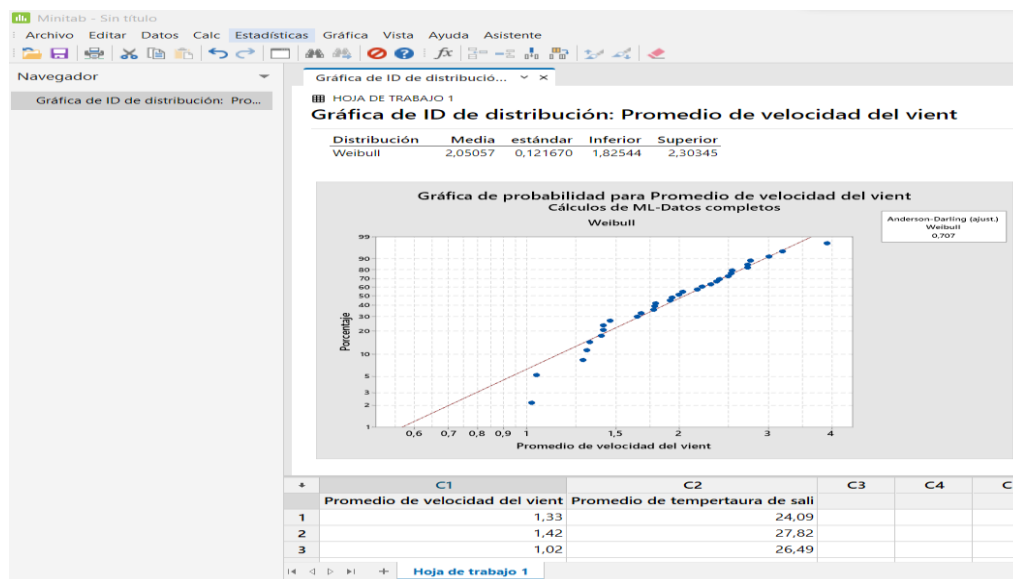 Minitab - Sin título
Archivo Editar Datos Calc Estadísticas Gráfica Vista Ayuda Asistente
Navegador
Gráfica de ID de distribució...
Gráfica de ID de distribución: Pro...
HOJA DE TRABAJO 1
Gráfica de ID de distribución: Promedio de velocidad del vient
Distribución Media estándar Inferior Superior
Weibull 2,05057 0,121670 1,82544 2,30345
Gráfica de probabilidad para Promedio de velocidad del vient
Cálculos de ML-Datos completos
Weibull
Anderson-Darling (ajust.)
Weibull
0,707
99
90
80
70
60
50
40
30
20
10
5
3
2
1
Porcentaje
0,6 0,7 0,8 0,9 1 1,5 2 3 4
Promedio de velocidad del vient
C1 C2 C3 C4 C
Promedio de velocidad del vient Promedio de tempertaura de sali
1 1,33 24,09
2 1,42 27,82
3 1,02 26,49
Hoja de trabajo 1